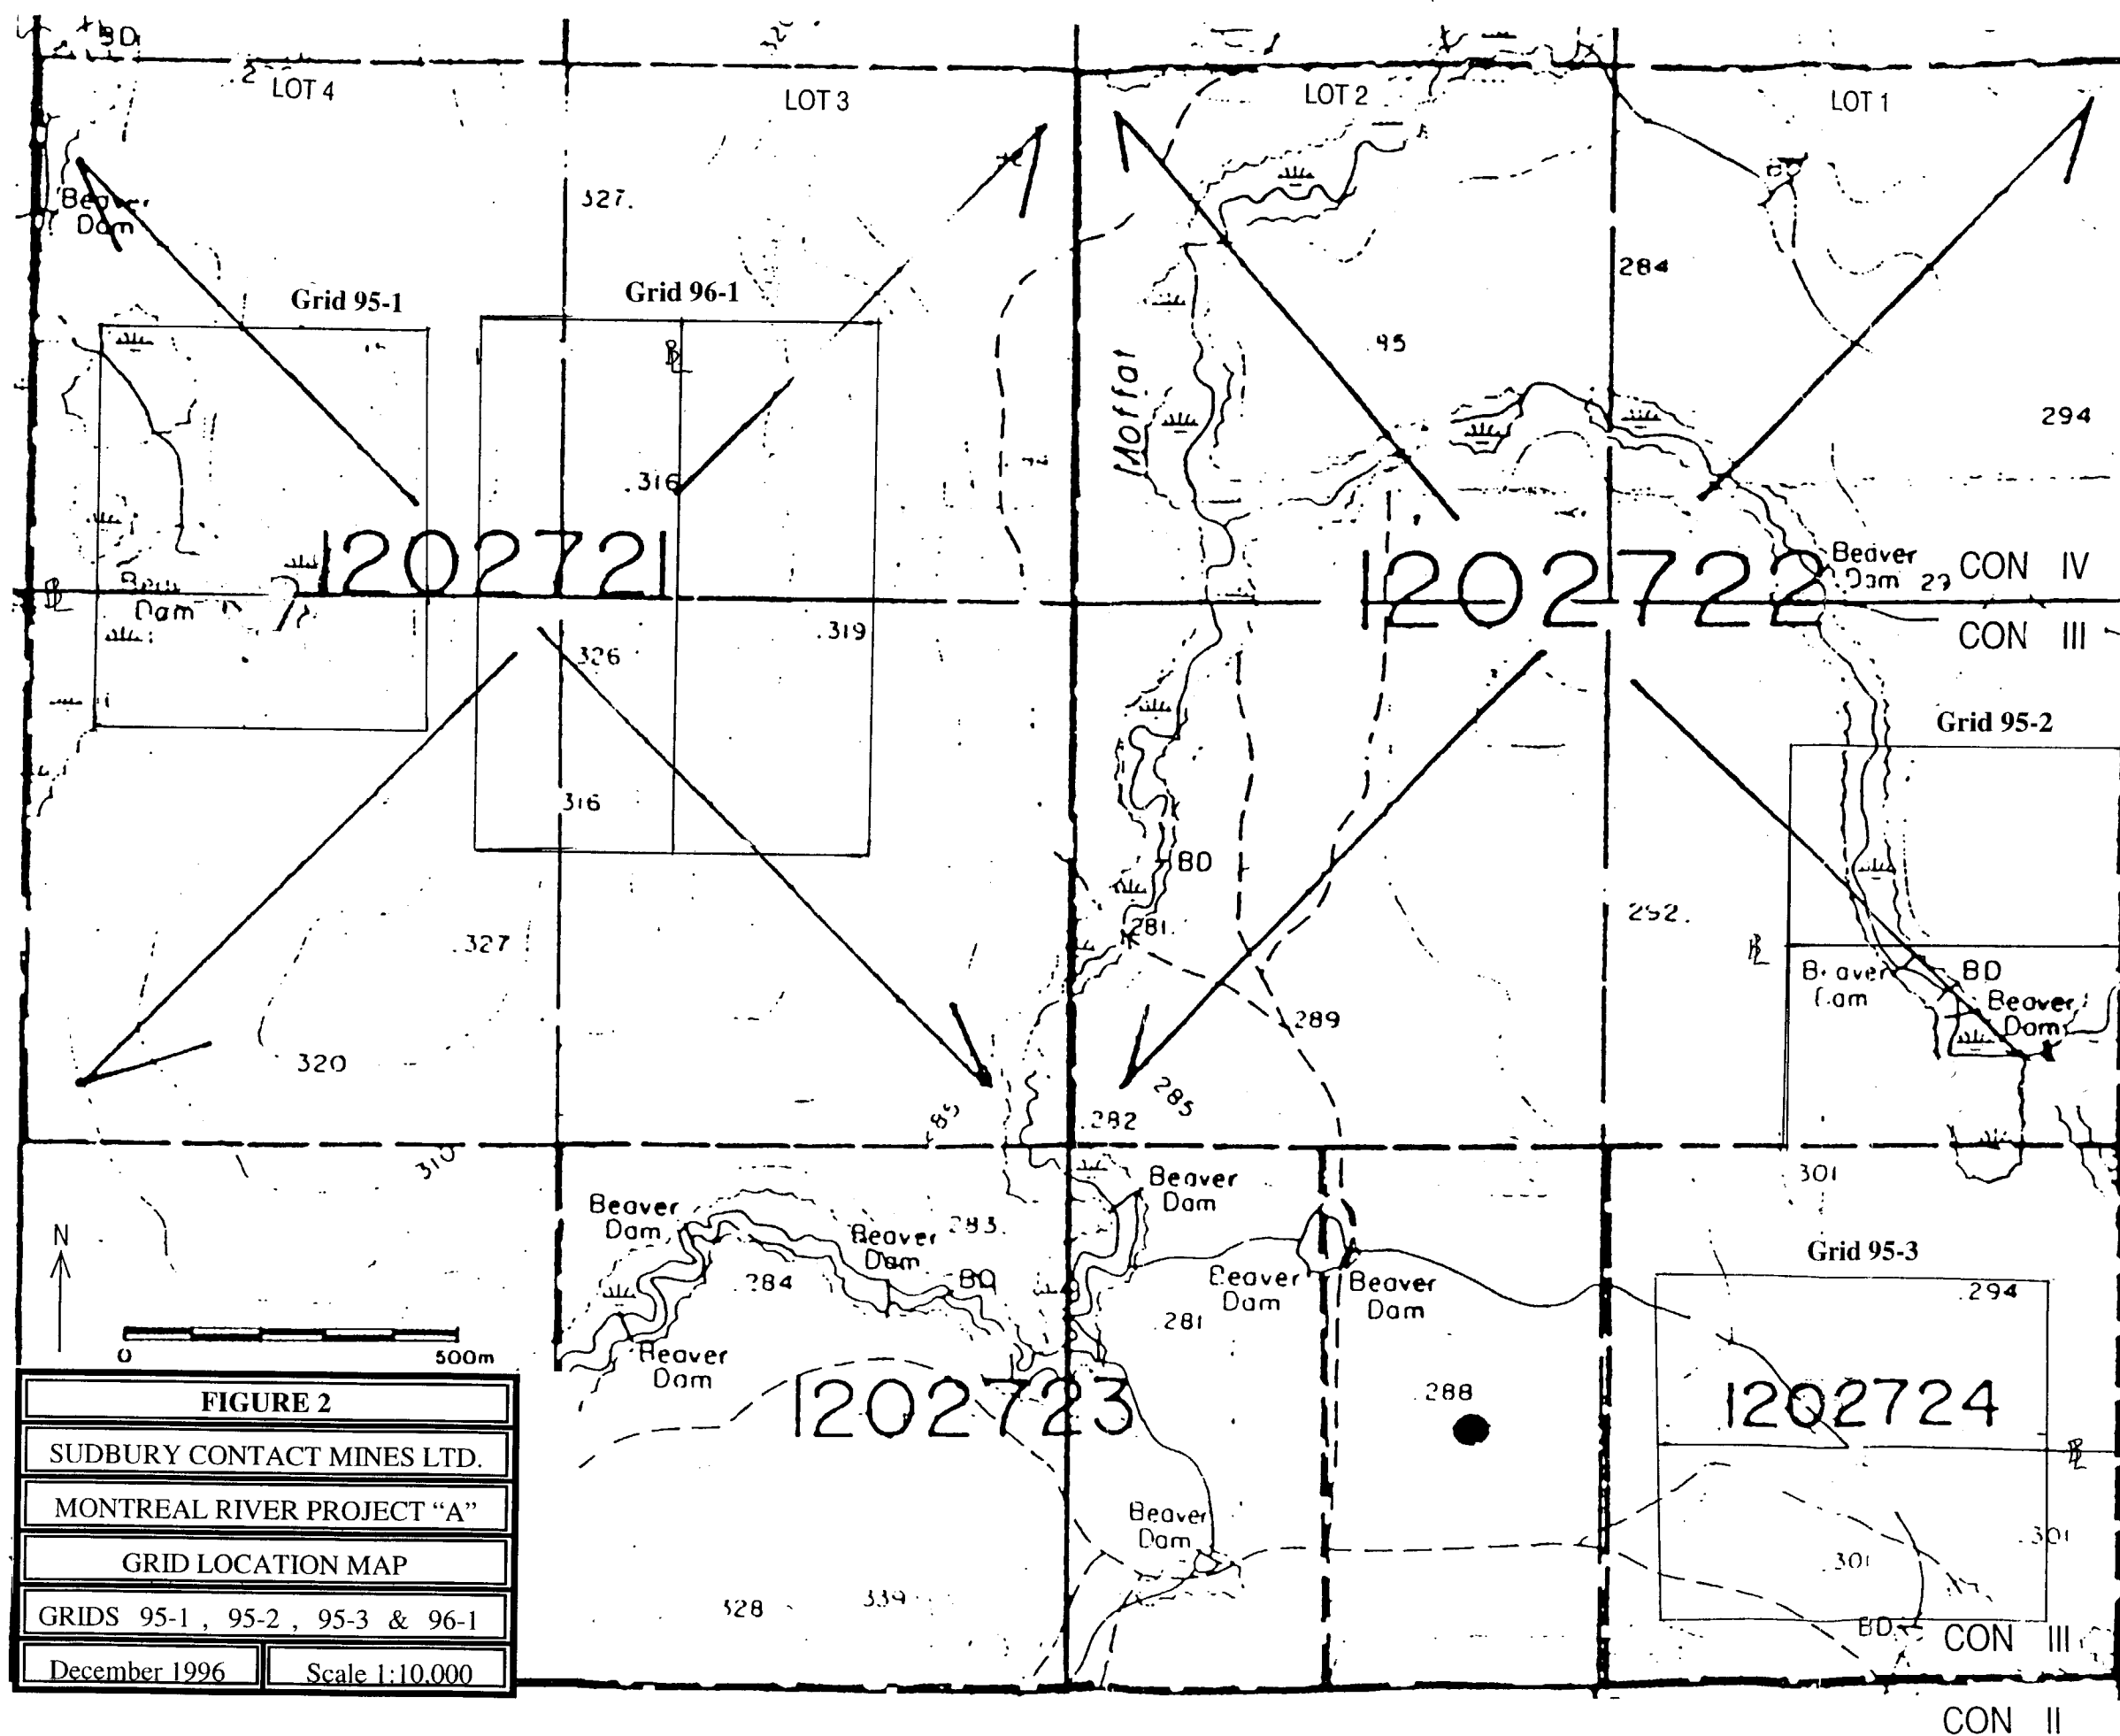 BD
LOT 4
LOT 3
LOT 2
LOT 1
Beaver
Dam
327.
284
Grid 95-1
Grid 96-1
Moffat
294
.316
1202721
1202722
Beaver
Dam
CON IV
CON III
.319
326
Grid 95-2
316
BD
281.
292.
.327
Beaver
Dam
BD
Beaver
Dam
289
320
285
.282
310
301
Beaver
Dam
Beaver
Dam
283.
Beaver
Dam
BD
.284
Beaver
Dam
Beaver
Dam
Grid 95-3
.294
.281
Beaver
Dam
N
0 500m
1202723
.288
1202724
Beaver
Dam
328
339
.301
.301
BD
CON III
CON II
FIGURE 2
SUDBURY CONTACT MINES LTD.
MONTREAL RIVER PROJECT “A”
GRID LOCATION MAP
GRIDS 95-1 , 95-2 , 95-3 & 96-1
December 1996 Scale 1:10,000